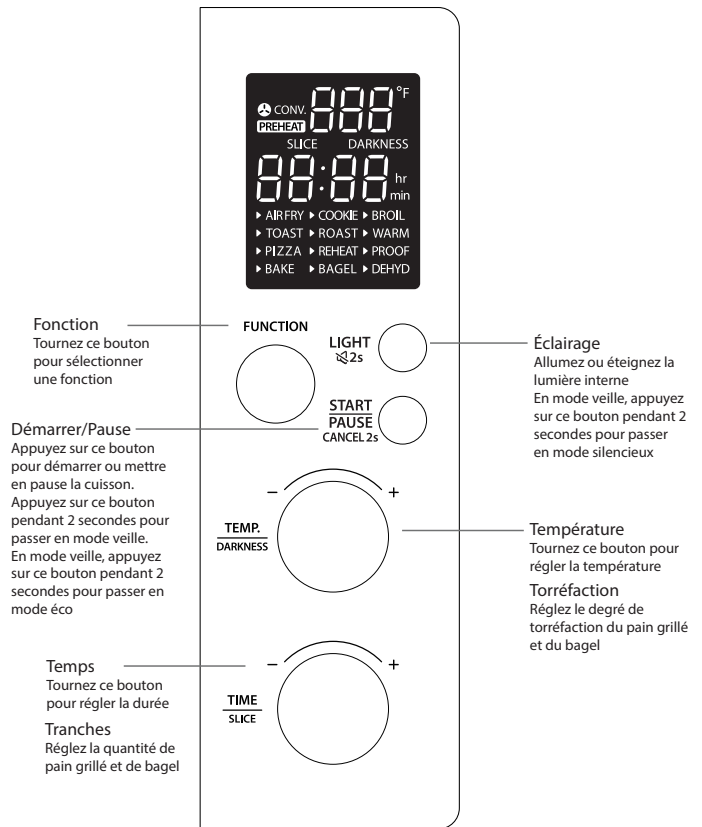 888 °F
CONV.
PREHEAT
SLICE DARKNESS
88:88 hr
min
AIRFRY COOKIE BROIL
TOAST ROAST WARM
PIZZA REHEAT PROOF
BAKE BAGEL DEHYD
Fonction
Tournez ce bouton
pour sélectionner
une fonction
FUNCTION
LIGHT
2s
Éclairage
Allumez ou éteignez la
lumière interne
En mode veille, appuyez
sur ce bouton pendant 2
secondes pour passer
en mode silencieux
START
PAUSE
CANCEL 2s
Démarrer/Pause
Appuyez sur ce bouton
pour démarrer ou mettre
en pause la cuisson.
Appuyez sur ce bouton
pendant 2 secondes pour
passer en mode veille.
En mode veille, appuyez
sur ce bouton pendant 2
secondes pour passer en
mode éco
– +
TEMP.
DARKNESS
Température
Tournez ce bouton pour
régler la température
Torréfaction
Réglez le degré de
torréfaction du pain grillé
et du bagel
Temps
Tournez ce bouton
pour régler la durée
Tranches
Réglez la quantité de
pain grillé et de bagel
– +
TIME
SLICE